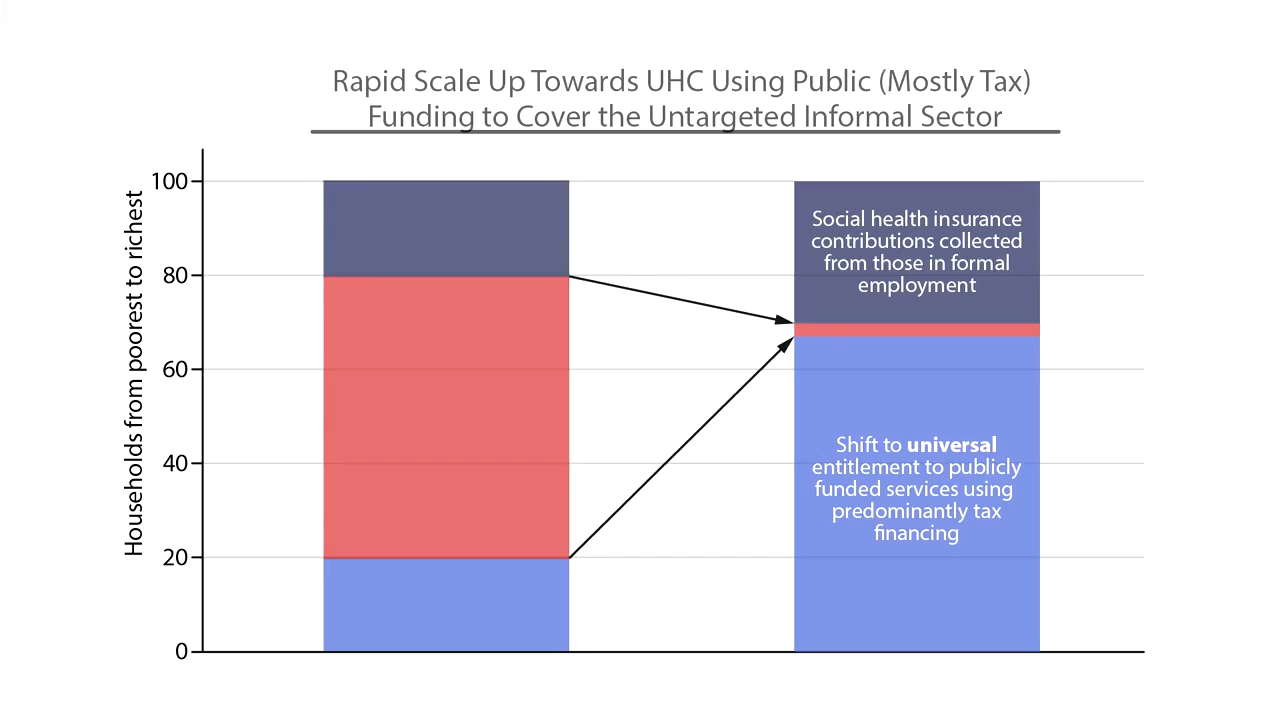 Rapid Scale Up Towards UHC Using Public (Mostly Tax)
Funding to Cover the Untargeted Informal Sector
Households from poorest to richest
100
80
60
40
20
0
Social health insurance
contributions collected
from those in formal
employment
Shift to universal
entitlement to publicly
funded services using
predominantly tax
financing